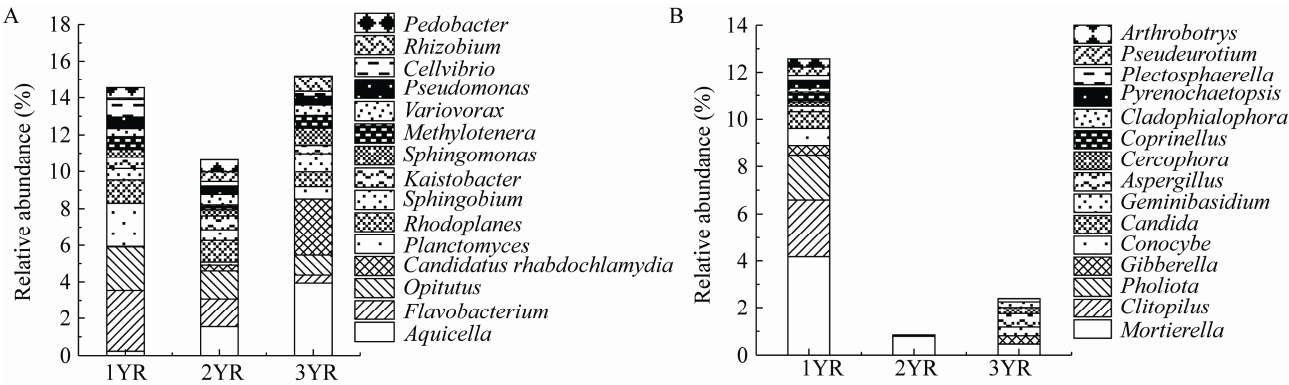 A
Relative abundance (%)
18
16
14
12
10
8
6
4
2
0
1YR
2YR
3YR
Pedobacter
Rhizobium
Cellvibrio
Pseudomonas
Variovorax
Methylotenera
Sphingomonas
Kaistobacter
Sphingobium
Rhodoplanes
Planctomyces
Candidatus rhabdochlamydia
Opitutus
Flavobacterium
Aquicella
B
Relative abundance (%)
14
12
10
8
6
4
2
0
1YR
2YR
3YR
Arthrobotrys
Pseudeurotium
Plectosphaerella
Pyrenochaetopsis
Cladophialophora
Coprinellus
Cercophora
Aspergillus
Geminibasidium
Candida
Conocybe
Gibberella
Pholiota
Clitopilus
Mortierella